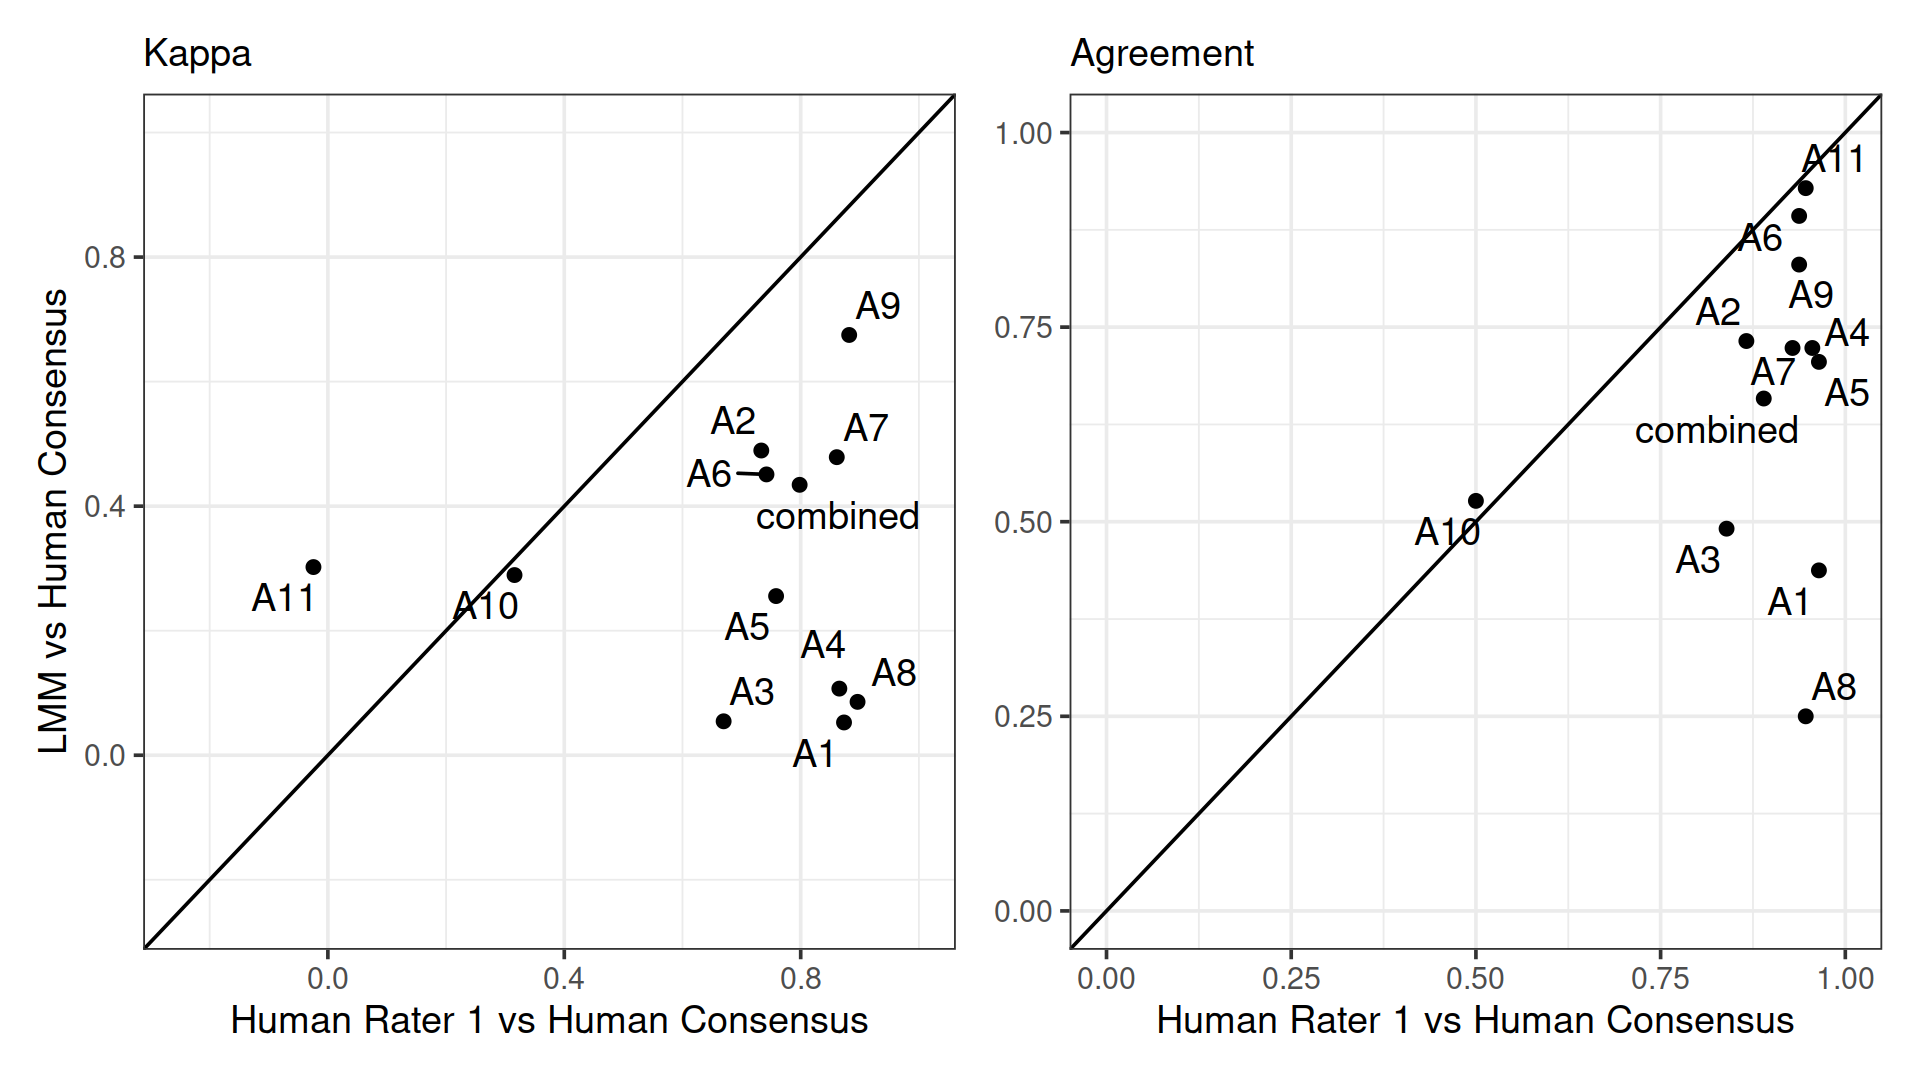 Kappa
Agreement
LMM vs Human Consensus
0.8
0.4
0.0
A9
A2
A7
A6
combined
A11
A10
A5
A4
A8
A3
A1
0.0
0.4
0.8
Human Rater 1 vs Human Consensus
1.00
0.75
0.50
0.25
0.00
A11
A6
A9
A2
A4
A7
A5
combined
A10
A3
A1
A8
0.00
0.25
0.50
0.75
1.00
Human Rater 1 vs Human Consensus